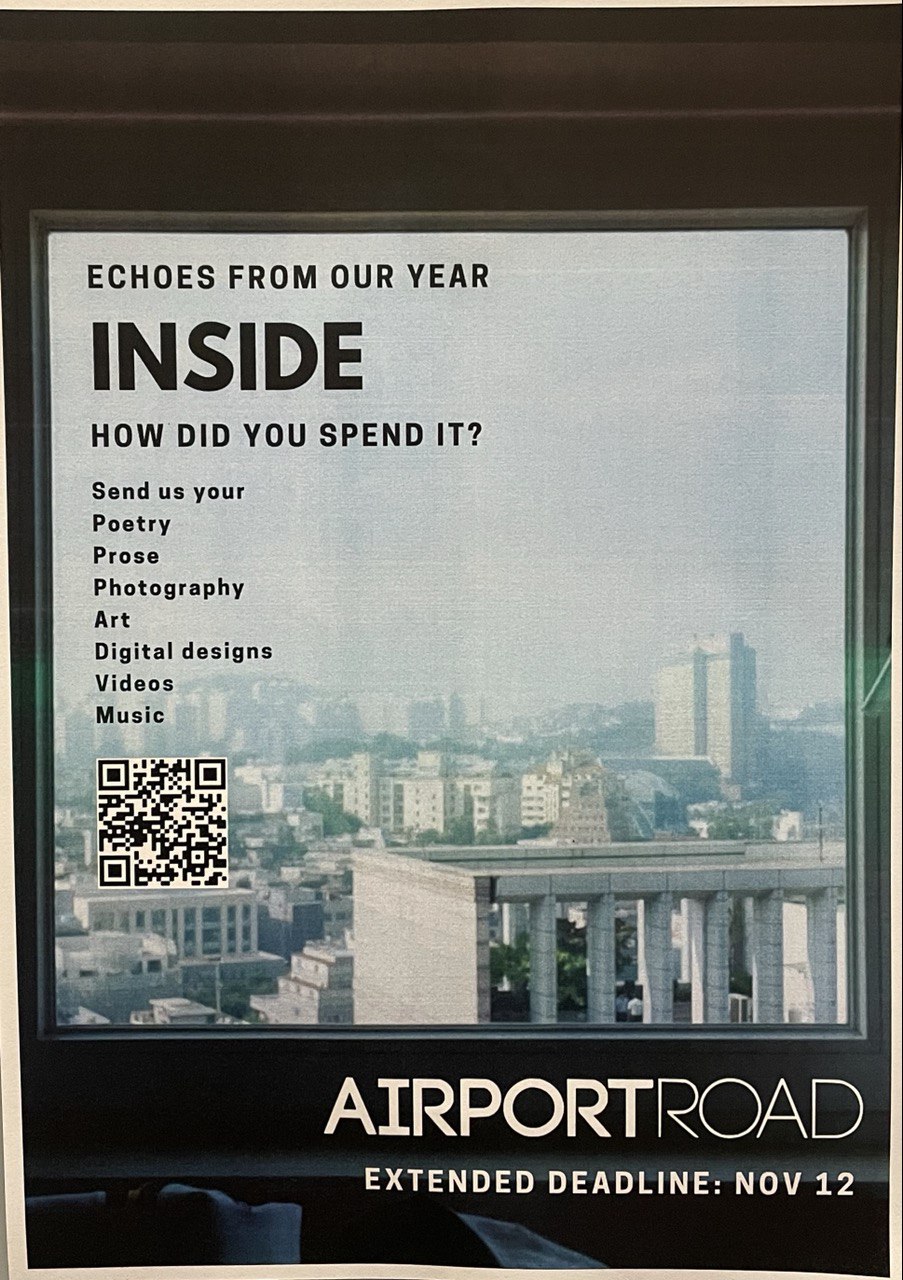 ECHOES FROM OUR YEAR
INSIDE
HOW DID YOU SPEND IT?
Send us your
Poetry
Prose
Photography
Art
Digital designs
Videos
Music
AIRPORTROAD
EXTENDED DEADLINE: NOV 12